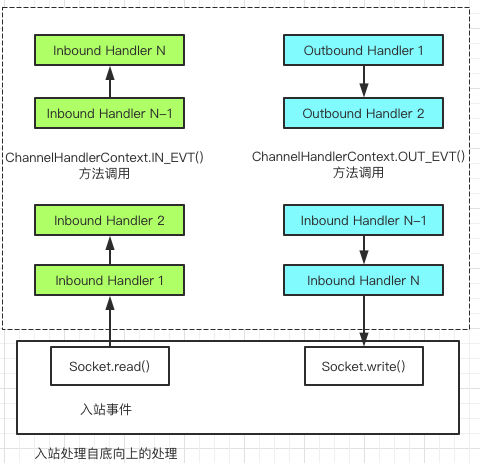 Inbound Handler N
Outbound Handler 1
Inbound Handler N-1
Outbound Handler 2
ChannelHandlerContext.IN_EVT()
方法调用
ChannelHandlerContext.OUT_EVT()
方法调用
Inbound Handler 2
Inbound Handler N-1
Inbound Handler 1
Inbound Handler N
Socket.read()
Socket.write()
入站事件
入站处理自底向上的处理